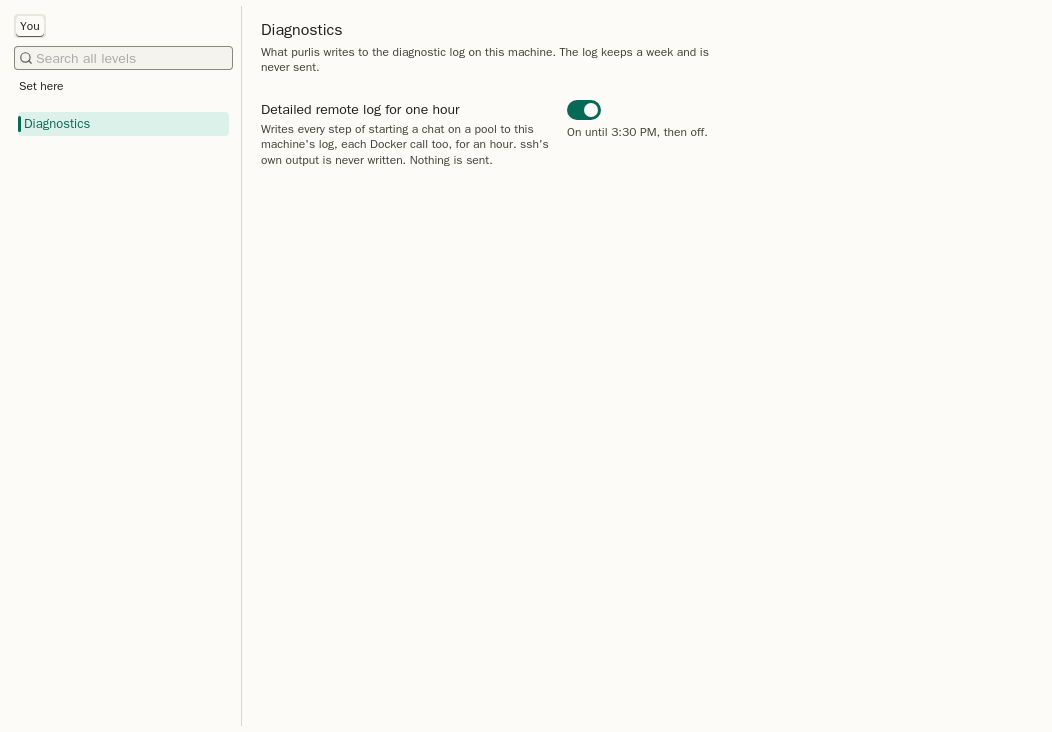 You
Search all levels
Set here
Diagnostics
Diagnostics
What purlis writes to the diagnostic log on this machine. The log keeps a week and is
never sent.
Detailed remote log for one hour
Writes every step of starting a chat on a pool to this
machine's log, each Docker call too, for an hour. ssh's
own output is never written. Nothing is sent.
On until 3:30 PM, then off.